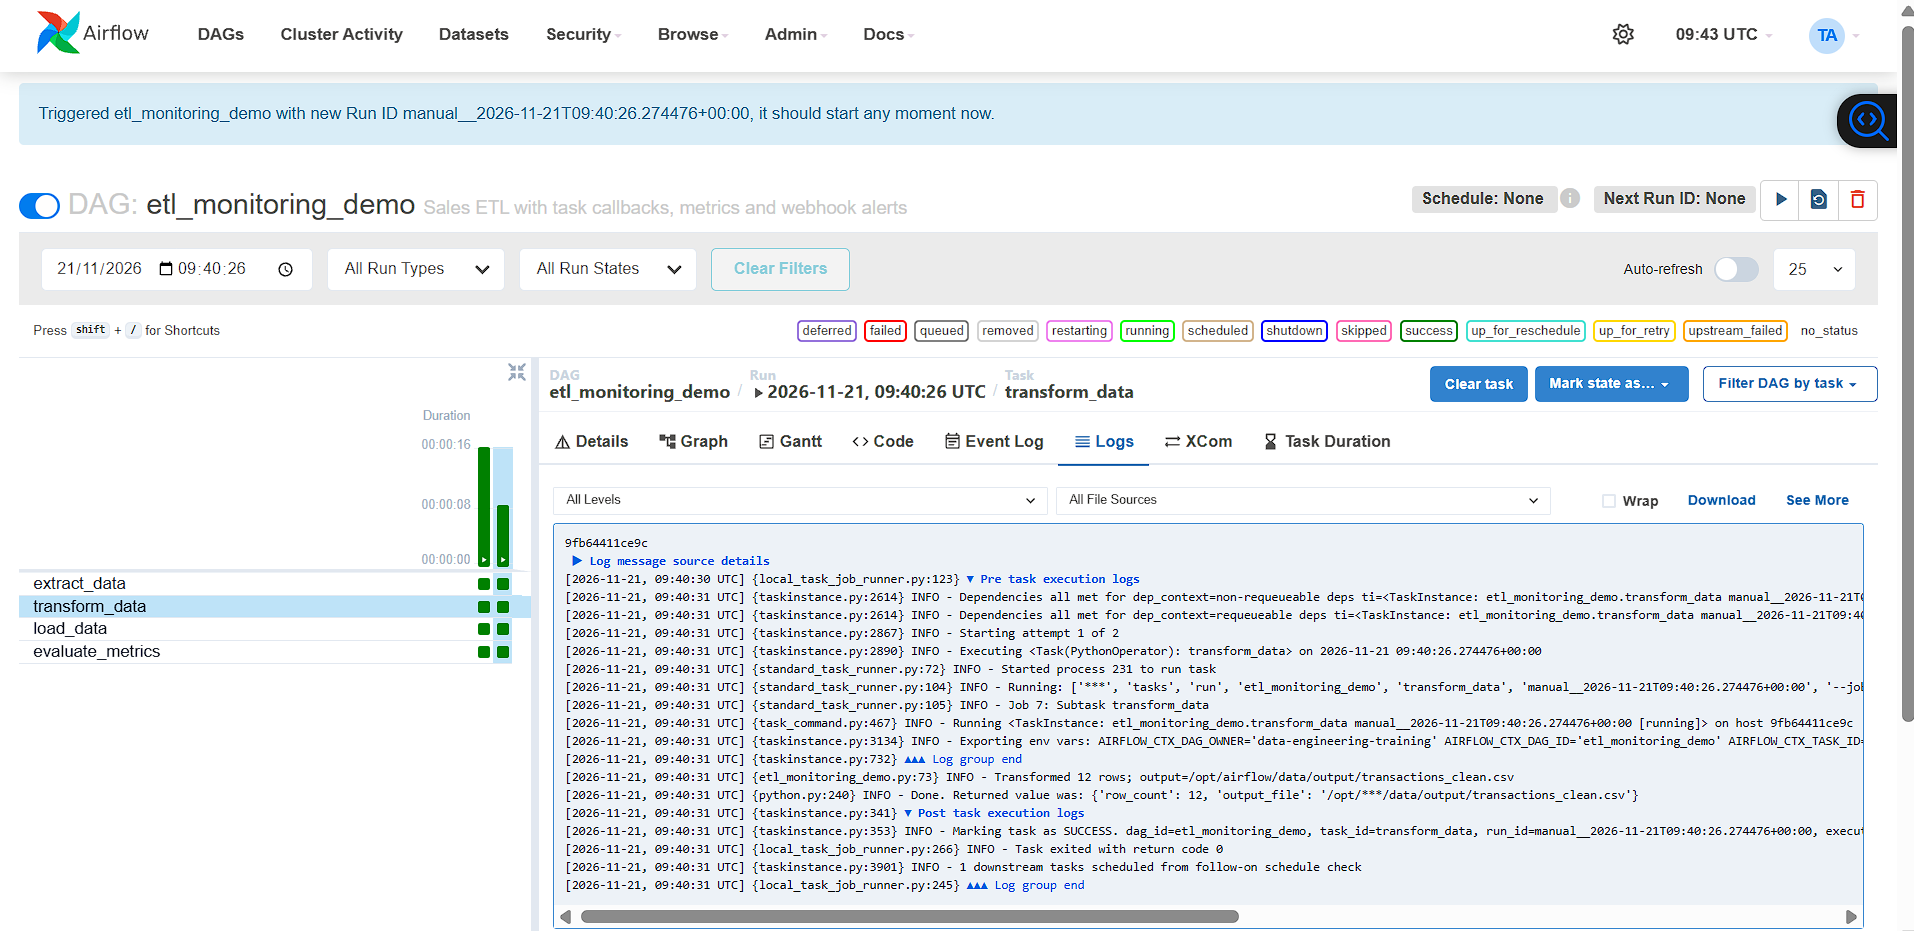 Airflow DAGs Cluster Activity Datasets Security Browse Admin Docs 09:43 UTC TA
Triggered etl_monitoring_demo with new Run ID manual__2026-11-21T09:40:26.274476+00:00, it should start any moment now.
DAG: etl_monitoring_demo Sales ETL with task callbacks, metrics and webhook alerts Schedule: None i Next Run ID: None
21/11/2026 09:40:26 All Run Types All Run States Clear Filters Auto-refresh 25
Press shift + / for Shortcuts deferred failed queued removed restarting running scheduled shutdown skipped success up_for_reschedule up_for_retry upstream_failed no_status
DAG Run Task
etl_monitoring_demo / 2026-11-21, 09:40:26 UTC / transform_data Clear task Mark state as... Filter DAG by task
Duration
00:00:16
00:00:08
00:00:00
extract_data
transform_data
load_data
evaluate_metrics
Details Graph Gantt Code Event Log Logs XCom Task Duration
All Levels All File Sources Wrap Download See More
9fb64411ce9c
▶ Log message source details
[2026-11-21, 09:40:30 UTC] {local_task_job_runner.py:123} ▼ Pre task execution logs
[2026-11-21, 09:40:31 UTC] {taskinstance.py:2614} INFO - Dependencies all met for dep_context=non-requeueable deps ti=<TaskInstance: etl_monitoring_demo.transform_data manual__2026-11-21T
[2026-11-21, 09:40:31 UTC] {taskinstance.py:2614} INFO - Dependencies all met for dep_context=requeueable deps ti=<TaskInstance: etl_monitoring_demo.transform_data manual__2026-11-21T09:4
[2026-11-21, 09:40:31 UTC] {taskinstance.py:2867} INFO - Starting attempt 1 of 2
[2026-11-21, 09:40:31 UTC] {taskinstance.py:2890} INFO - Executing <Task(PythonOperator): transform_data> on 2026-11-21 09:40:26.274476+00:00
[2026-11-21, 09:40:31 UTC] {standard_task_runner.py:72} INFO - Started process 231 to run task
[2026-11-21, 09:40:31 UTC] {standard_task_runner.py:104} INFO - Running: ['***', 'tasks', 'run', 'etl_monitoring_demo', 'transform_data', 'manual__2026-11-21T09:40:26.274476+00:00', '--jo
[2026-11-21, 09:40:31 UTC] {standard_task_runner.py:105} INFO - Job 7: Subtask transform_data
[2026-11-21, 09:40:31 UTC] {task_command.py:467} INFO - Running <TaskInstance: etl_monitoring_demo.transform_data manual__2026-11-21T09:40:26.274476+00:00 [running]> on host 9fb64411ce9c
[2026-11-21, 09:40:31 UTC] {taskinstance.py:3134} INFO - Exporting env vars: AIRFLOW_CTX_DAG_OWNER='data-engineering-training' AIRFLOW_CTX_DAG_ID='etl_monitoring_demo' AIRFLOW_CTX_TASK_ID=
[2026-11-21, 09:40:31 UTC] {taskinstance.py:732} ▲▲▲ Log group end
[2026-11-21, 09:40:31 UTC] {etl_monitoring_demo.py:73} INFO - Transformed 12 rows; output=/opt/airflow/data/output/transactions_clean.csv
[2026-11-21, 09:40:31 UTC] {python.py:240} INFO - Done. Returned value was: {'row_count': 12, 'output_file': '/opt/***/data/output/transactions_clean.csv'}
[2026-11-21, 09:40:31 UTC] {taskinstance.py:341} ▼ Post task execution logs
[2026-11-21, 09:40:31 UTC] {taskinstance.py:353} INFO - Marking task as SUCCESS. dag_id=etl_monitoring_demo, task_id=transform_data, run_id=manual__2026-11-21T09:40:26.274476+00:00, execut
[2026-11-21, 09:40:31 UTC] {local_task_job_runner.py:266} INFO - Task exited with return code 0
[2026-11-21, 09:40:31 UTC] {taskinstance.py:3901} INFO - 1 downstream tasks scheduled from follow-on schedule check
[2026-11-21, 09:40:31 UTC] {local_task_job_runner.py:245} ▲▲▲ Log group end